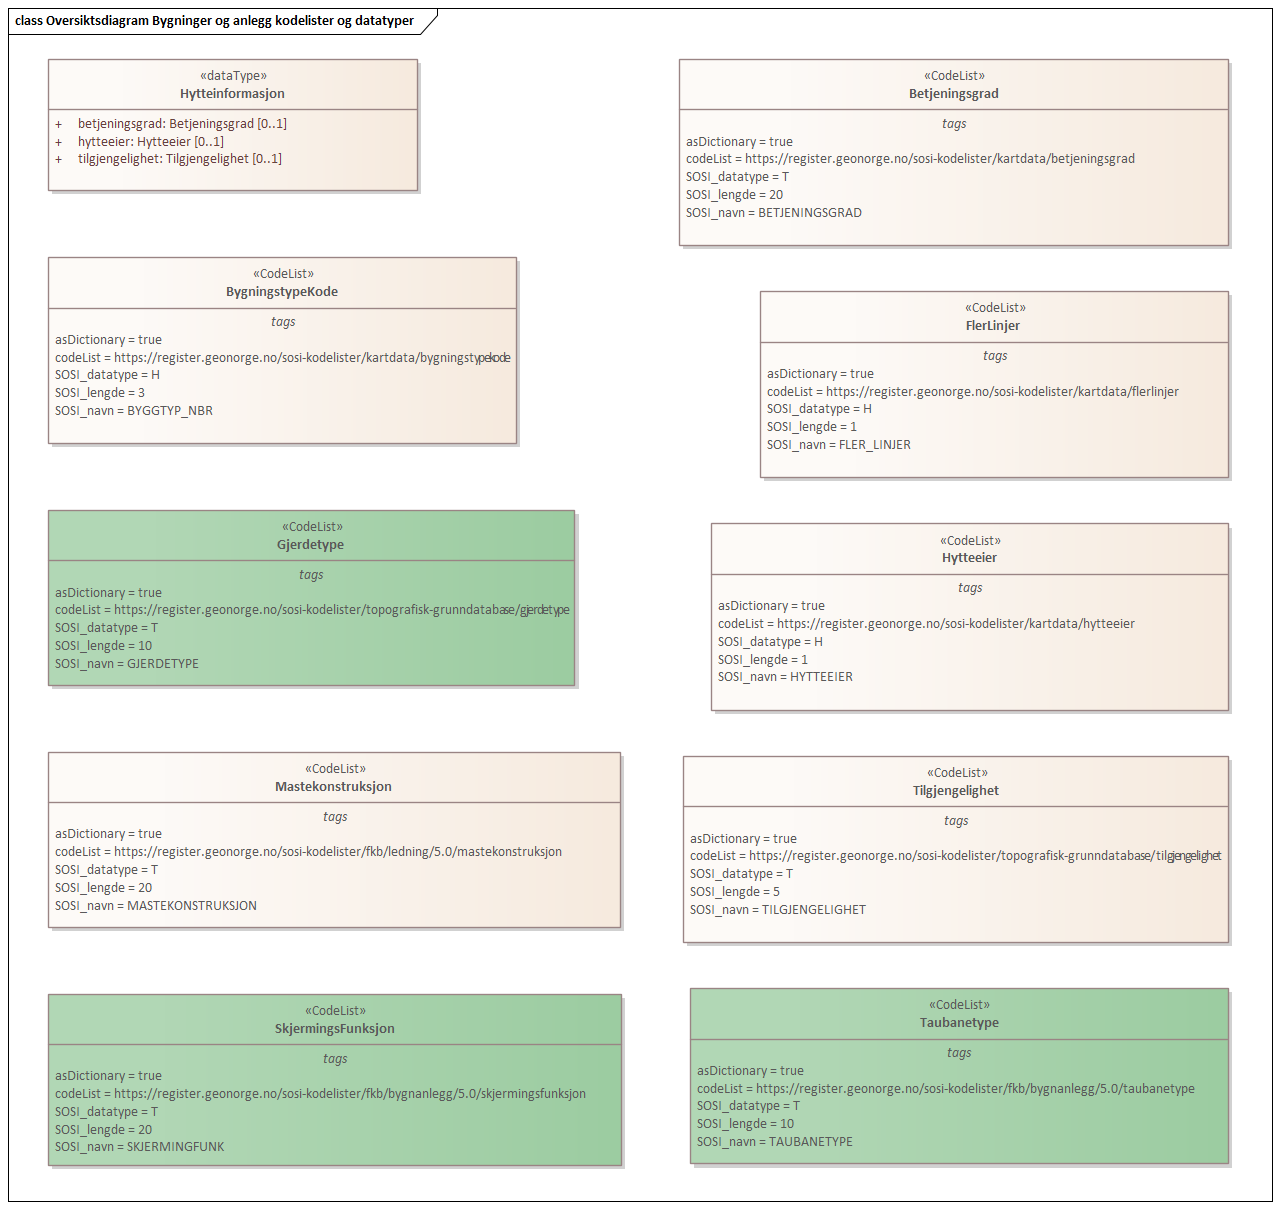 class Oversiktsdiagram Bygninger og anlegg kodelister og datatyper
«dataType»
Hytteinformasjon
+ betjeningsgrad: Betjeningsgrad [0..1]
+ hytteeier: Hytteeier [0..1]
+ tilgjengelighet: Tilgjengelighet [0..1]
«CodeList»
Betjeningsgrad
tags
asDictionary = true
codeList = https://register.geonorge.no/sosi-kodelister/kartdata/betjeningsgrad
SOSI_datatype = T
SOSI_lengde = 20
SOSI_navn = BETJENINGSGRAD
«CodeList»
BygningstypeKode
tags
asDictionary = true
codeList = https://register.geonorge.no/sosi-kodelister/kartdata/bygningstypekode
SOSI_datatype = H
SOSI_lengde = 3
SOSI_navn = BYGGTYP_NBR
«CodeList»
FlerLinjer
tags
asDictionary = true
codeList = https://register.geonorge.no/sosi-kodelister/kartdata/flerlinjer
SOSI_datatype = H
SOSI_lengde = 1
SOSI_navn = FLER_LINJER
«CodeList»
Gjerdetype
tags
asDictionary = true
codeList = https://register.geonorge.no/sosi-kodelister/topografisk-grunndatabase/gjerdetype
SOSI_datatype = T
SOSI_lengde = 10
SOSI_navn = GJERDETYPE
«CodeList»
Hytteeier
tags
asDictionary = true
codeList = https://register.geonorge.no/sosi-kodelister/kartdata/hytteeier
SOSI_datatype = H
SOSI_lengde = 1
SOSI_navn = HYTTEEIER
«CodeList»
Mastekonstruksjon
tags
asDictionary = true
codeList = https://register.geonorge.no/sosi-kodelister/fkb/ledning/5.0/mastekonstruksjon
SOSI_datatype = T
SOSI_lengde = 20
SOSI_navn = MASTEKONSTRUKSJON
«CodeList»
Tilgjengelighet
tags
asDictionary = true
codeList = https://register.geonorge.no/sosi-kodelister/topografisk-grunndatabase/tilgjengelighet
SOSI_datatype = T
SOSI_lengde = 5
SOSI_navn = TILGJENGELIGHET
«CodeList»
SkjermingsFunksjon
tags
asDictionary = true
codeList = https://register.geonorge.no/sosi-kodelister/fkb/bygnanlegg/5.0/skjermingsfunksjon
SOSI_datatype = T
SOSI_lengde = 20
SOSI_navn = SKJERMINGFUNK
«CodeList»
Taubanetype
tags
asDictionary = true
codeList = https://register.geonorge.no/sosi-kodelister/fkb/bygnanlegg/5.0/taubanetype
SOSI_datatype = T
SOSI_lengde = 10
SOSI_navn = TAUBANETYPE